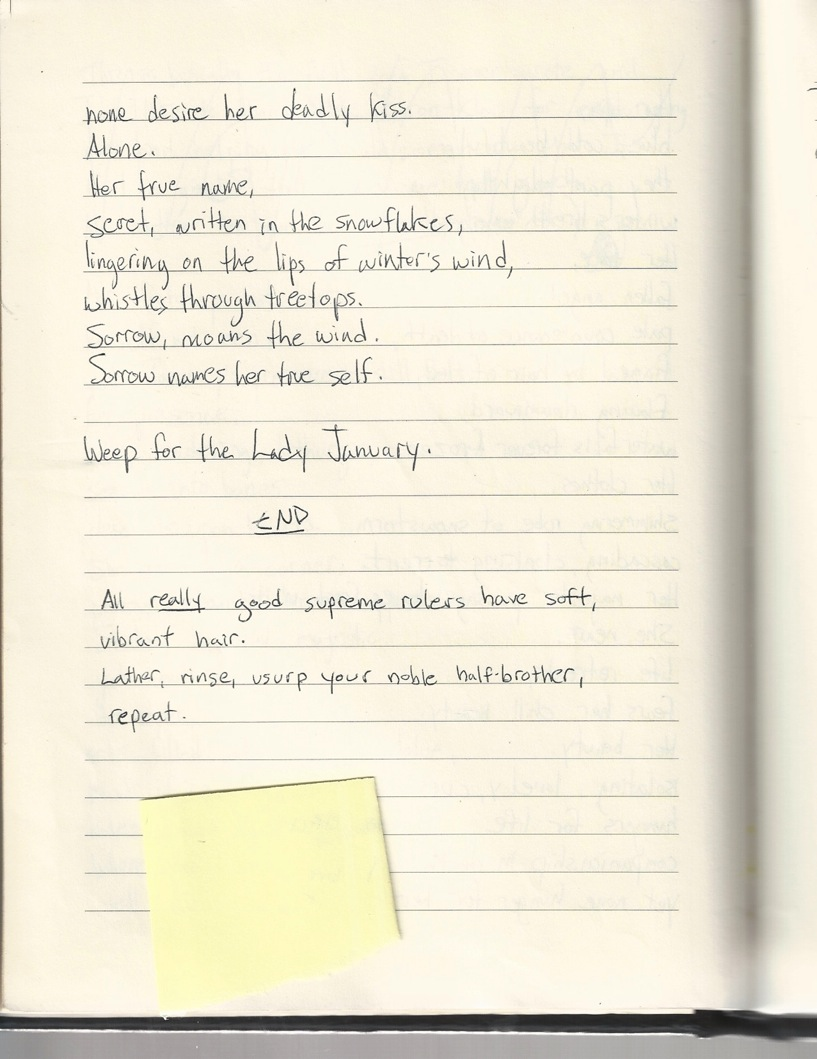 none desire her deadly kiss.
Alone.
Her true name,
secret, written in the snowflakes,
lingering on the lips of winter's wind,
whistles through treetops.
Sorrow, moans the wind.
Sorrow names her true self.
Weep for the Lady January.
END
All really good supreme rulers have soft,
vibrant hair.
Lather, rinse, usurp your noble half-brother,
repeat.